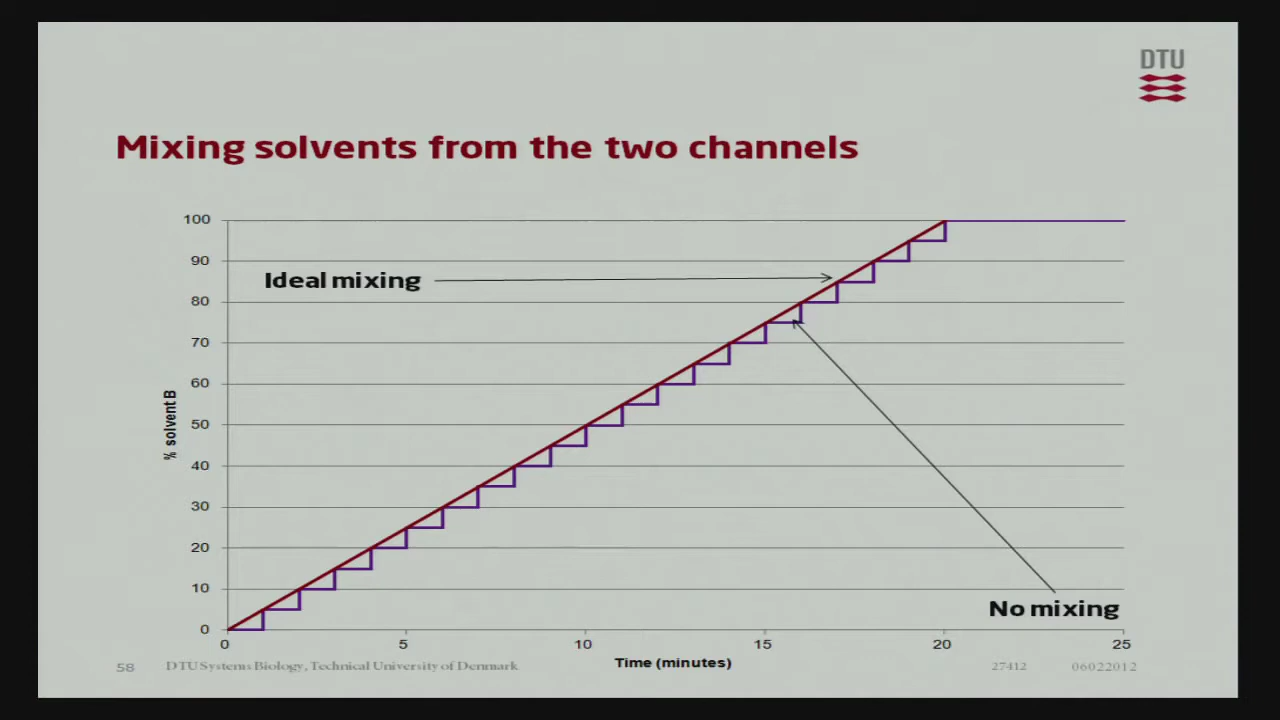 DTU
Mixing solvents from the two channels
100
90
80
70
60
50
40
30
20
10
0
% solvent B
Ideal mixing
No mixing
0 5 10 15 20 25
Time (minutes)
58 DTU Systems Biology, Technical University of Denmark 27412 06022012